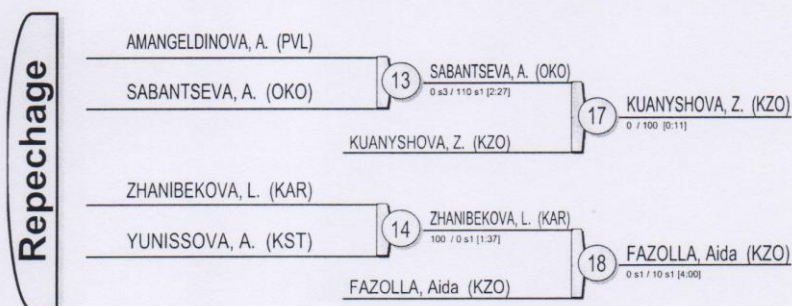 Repechage
AMANGELDINOVA, A. (PVL)
SABANTSEVA, A. (OKO)
13
SABANTSEVA, A. (OKO)
0 s3 / 110 s1 [2:27]
KUANYSHOVA, Z. (KZO)
17
KUANYSHOVA, Z. (KZO)
0 / 100 [0:11]
ZHANIBEKOVA, L. (KAR)
YUNISSOVA, A. (KST)
14
ZHANIBEKOVA, L. (KAR)
100 / 0 s1 [1:37]
FAZOLLA, Aida (KZO)
18
FAZOLLA, Aida (KZO)
0 s1 / 10 s1 [4:00]